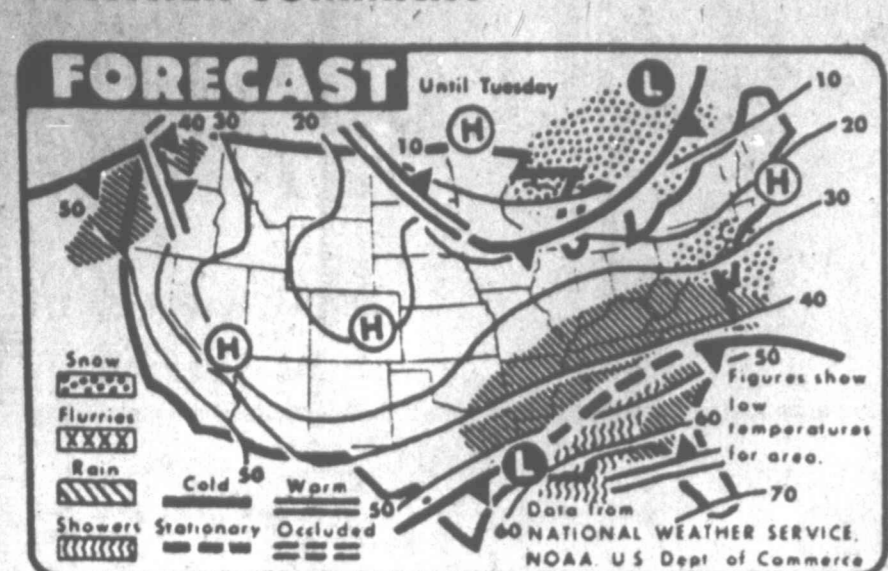 FORECAST
Until Tuesday
L
10
40 30 20
H
10
20
H
50
30
40
H
H
50
Snow
Figures show
low
temperatures
for area.
Flurries
60
Rain
L
50
Cold
Warm
50
70
Data from
Showers
Stationary
Occluded
60
NATIONAL WEATHER SERVICE,
NOAA U S Dept of Commerce